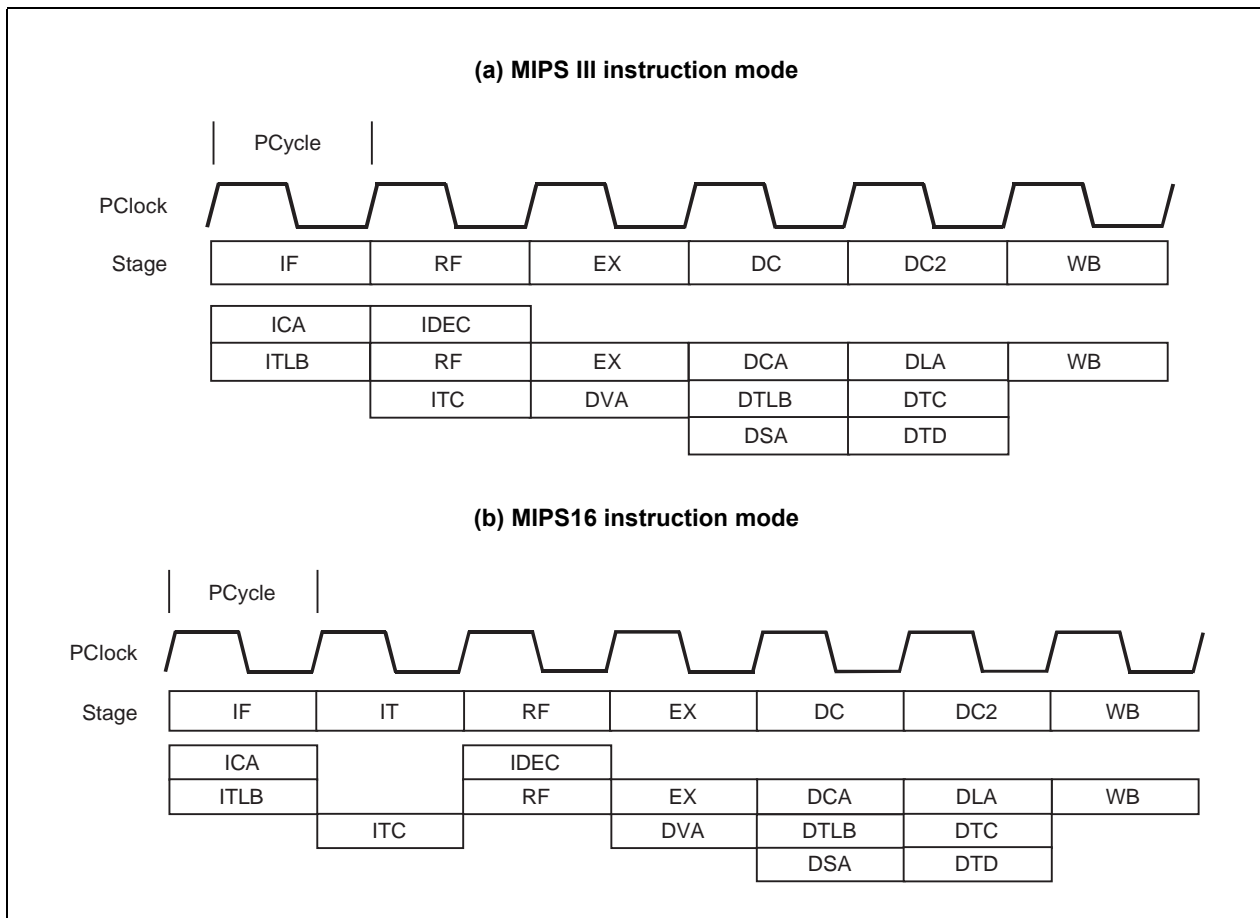 (a) MIPS III instruction mode
PCycle
PClock
Stage IF RF EX DC DC2 WB
ICA IDEC
ITLB RF EX DCA DLA WB
ITC DVA DTLB DTC
DSA DTD
(b) MIPS16 instruction mode
PCycle
PClock
Stage IF IT RF EX DC DC2 WB
ICA IDEC
ITLB RF EX DCA DLA WB
ITC DVA DTLB DTC
DSA DTD